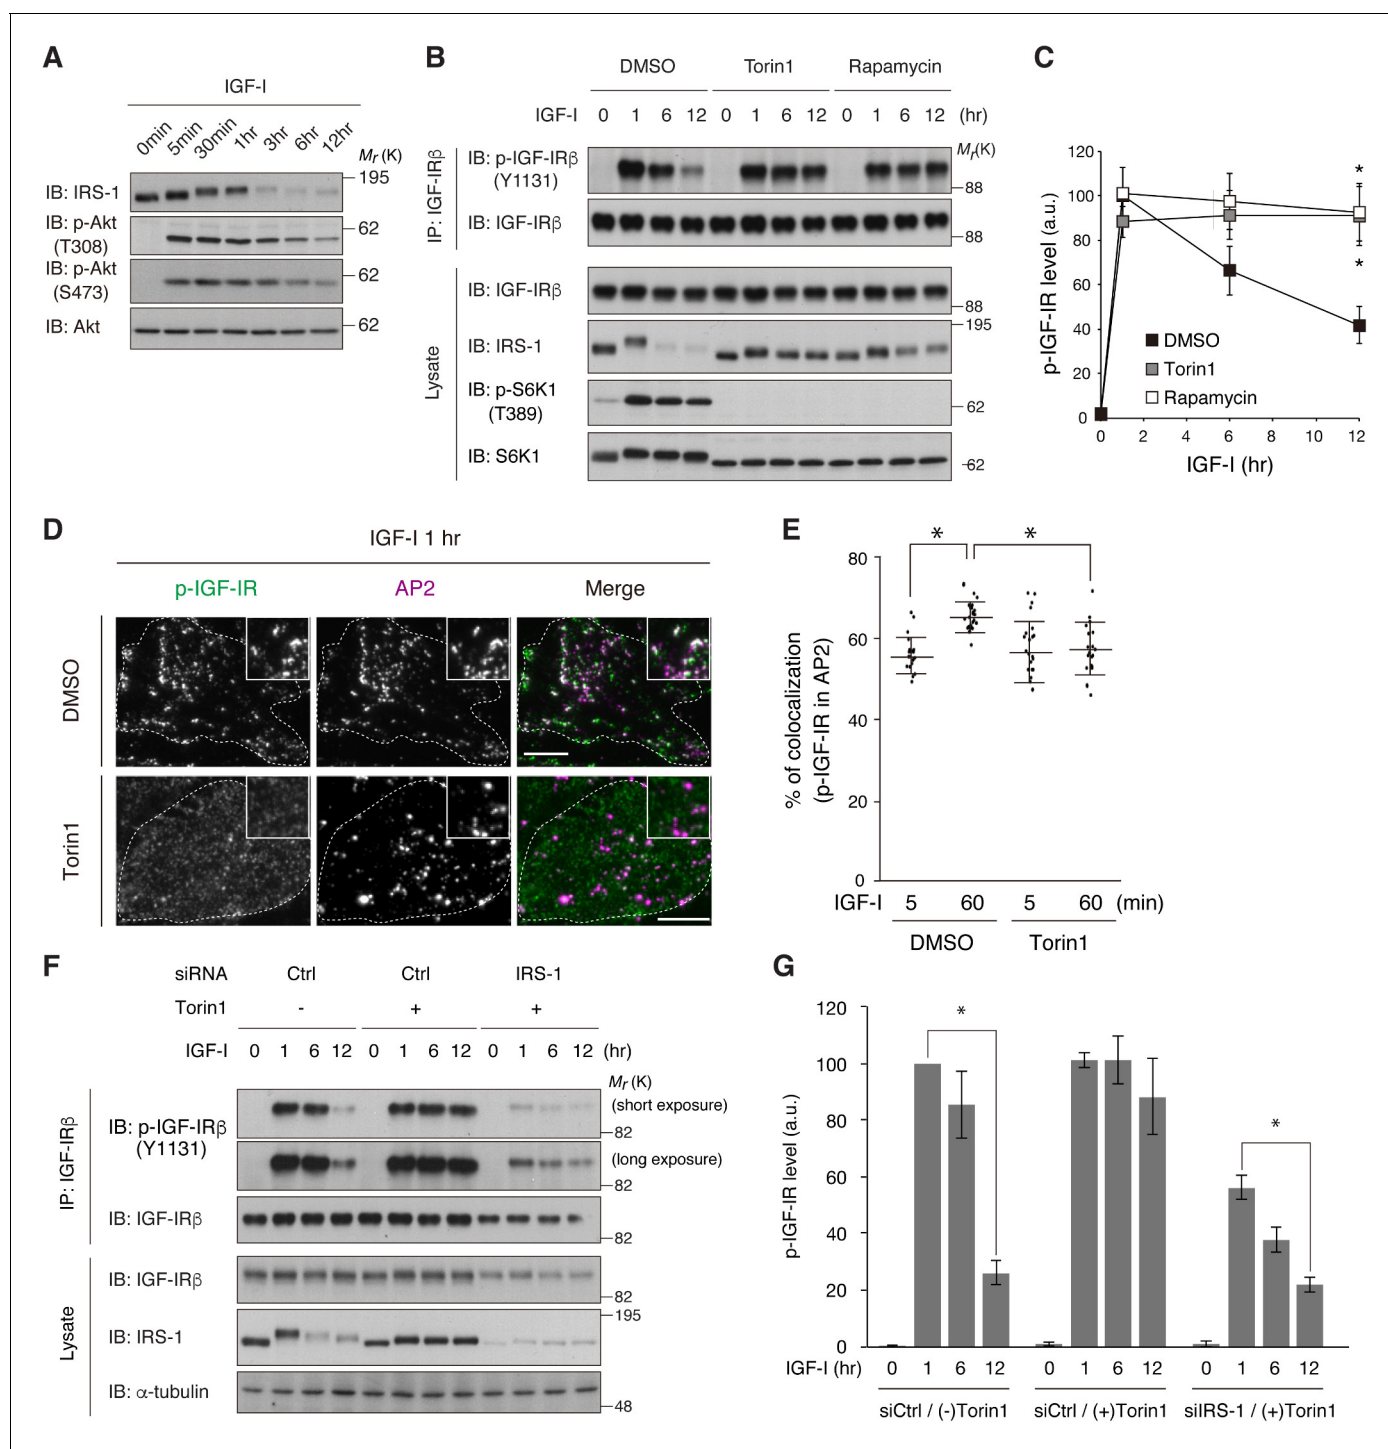 A
IGF-I
0min 5min 30min 1hr 3hr 6hr 12hr
Mr (K)
IB: IRS-1
195
IB: p-Akt
(T308)
62
IB: p-Akt
(S473)
62
IB: Akt
62
B
DMSO Torin1 Rapamycin
IGF-I 0 1 6 12 0 1 6 12 0 1 6 12 (hr)
Mr(K)
IP: IGF-IRβ
IB: p-IGF-IRβ
(Y1131)
88
IB: IGF-IRβ
88
Lysate
IB: IGF-IRβ
88
IB: IRS-1
195
IB: p-S6K1
(T389)
62
IB: S6K1
62
C
p-IGF-IR level (a.u.)
120
100
80
60
40
20
0
*
*
DMSO
Torin1
Rapamycin
0 2 4 6 8 10 12
IGF-I (hr)
D
IGF-I 1 hr
p-IGF-IR AP2 Merge
DMSO
Torin1
E
% of colocalization
(p-IGF-IR in AP2)
80
60
40
20
0
* *
IGF-I 5 60 5 60 (min)
DMSO Torin1
F
siRNA Ctrl Ctrl IRS-1
Torin1 - + +
IGF-I 0 1 6 12 0 1 6 12 0 1 6 12 (hr)
Mr (K)
IP: IGF-IRβ
IB: p-IGF-IRβ
(Y1131)
(short exposure)
82
(long exposure)
82
IB: IGF-IRβ
82
Lysate
IB: IGF-IRβ
82
IB: IRS-1
195
IB: α-tubulin
48
G
p-IGF-IR level (a.u.)
120
100
80
60
40
20
0
*
*
IGF-I (hr) 0 1 6 12 0 1 6 12 0 1 6 12
siCtrl / (-)Torin1 siCtrl / (+)Torin1 siIRS-1 / (+)Torin1